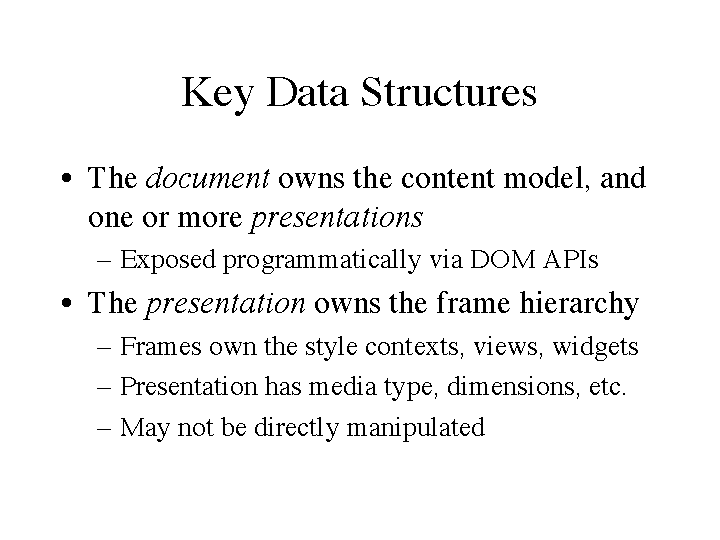 Key Data Structures
• The document owns the content model, and
one or more presentations
– Exposed programmatically via DOM APIs
• The presentation owns the frame hierarchy
– Frames own the style contexts, views, widgets
– Presentation has media type, dimensions, etc.
– May not be directly manipulated